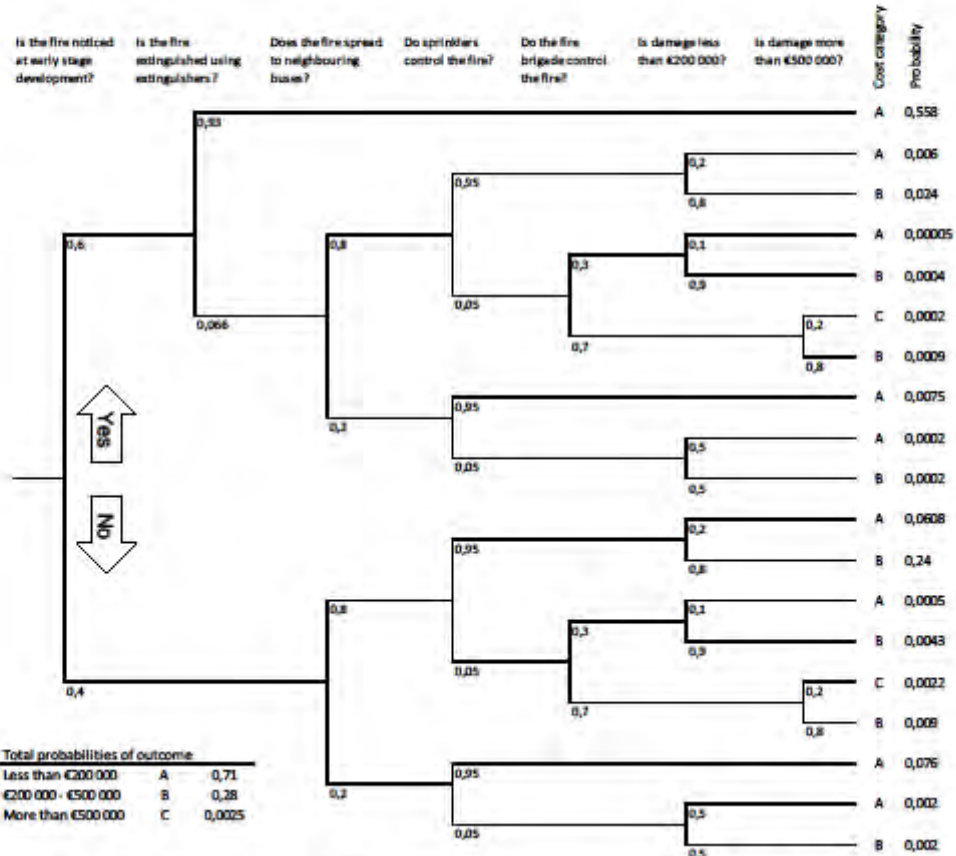 Is the fire noticed
at early stage
development?
Is the fire
extinguished using
extinguishers?
Does the fire spread
to neighbouring
buses?
Do sprinklers
control the fire?
Do the fire
brigade control
the fire?
Is damage less
than €200 000?
Is damage more
than €500 000?
Cost category
Probability
A 0,558
0,93
A 0,006
0,2
0,95
B 0,024
0,8
A 0,00005
0,6
0,8
0,1
0,3
B 0,0004
0,9
0,05
C 0,0002
0,066
0,2
0,7
B 0,0009
0,8
A 0,0075
0,95
Yes
0,2
A 0,0002
0,5
0,05
B 0,0002
0,5
No
A 0,0608
0,2
0,95
B 0,24
0,8
A 0,0005
0,8
0,1
0,3
B 0,0043
0,9
0,05
C 0,0022
0,4
0,2
0,7
B 0,009
0,8
Total probabilities of outcome
Less than €200 000 A 0,71
€200 000 - €500 000 B 0,28
More than €500 000 C 0,0025
A 0,076
0,95
0,2
A 0,002
0,5
0,05
B 0,002
0,5